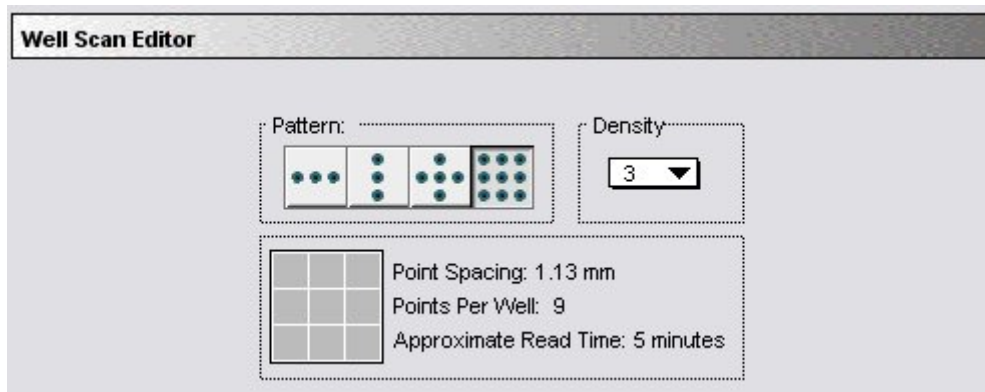 Well Scan Editor
Pattern:
Density
3
Point Spacing: 1.13 mm
Points Per Well: 9
Approximate Read Time: 5 minutes